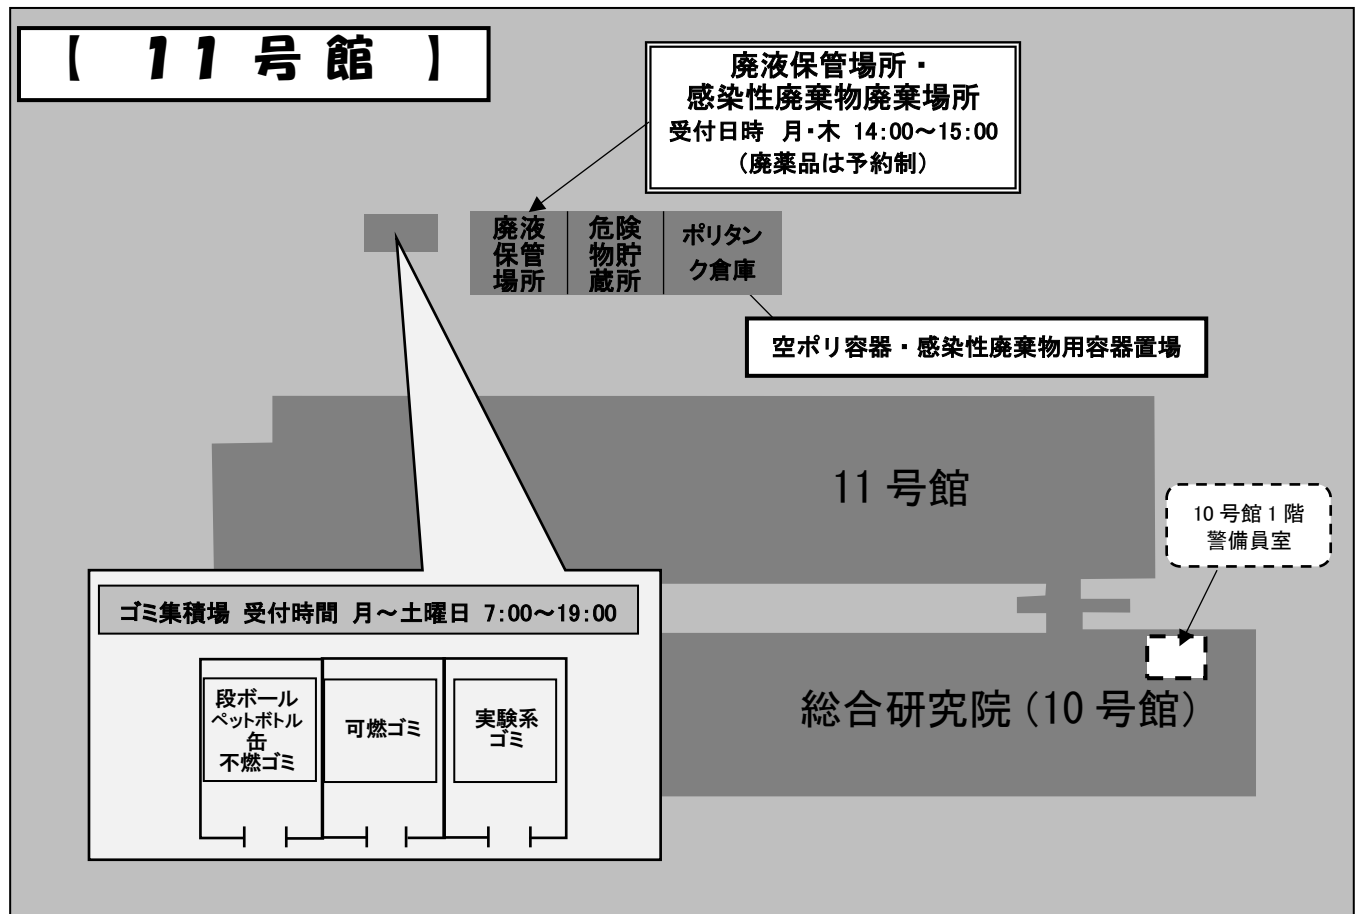 【 11号館 】
廃液保管場所・
感染性廃棄物廃棄場所
受付日時 月・木 14:00～15:00
（廃薬品は予約制）
廃液
保管
場所
危険
物貯
蔵所
ポリタン
ク倉庫
空ポリ容器・感染性廃棄物用容器置場
11号館
10号館1階
警備員室
ゴミ集積場 受付時間 月～土曜日 7:00～19:00
段ボール
ペットボトル
缶
不燃ゴミ
可燃ゴミ
実験系
ゴミ
総合研究院（10号館）